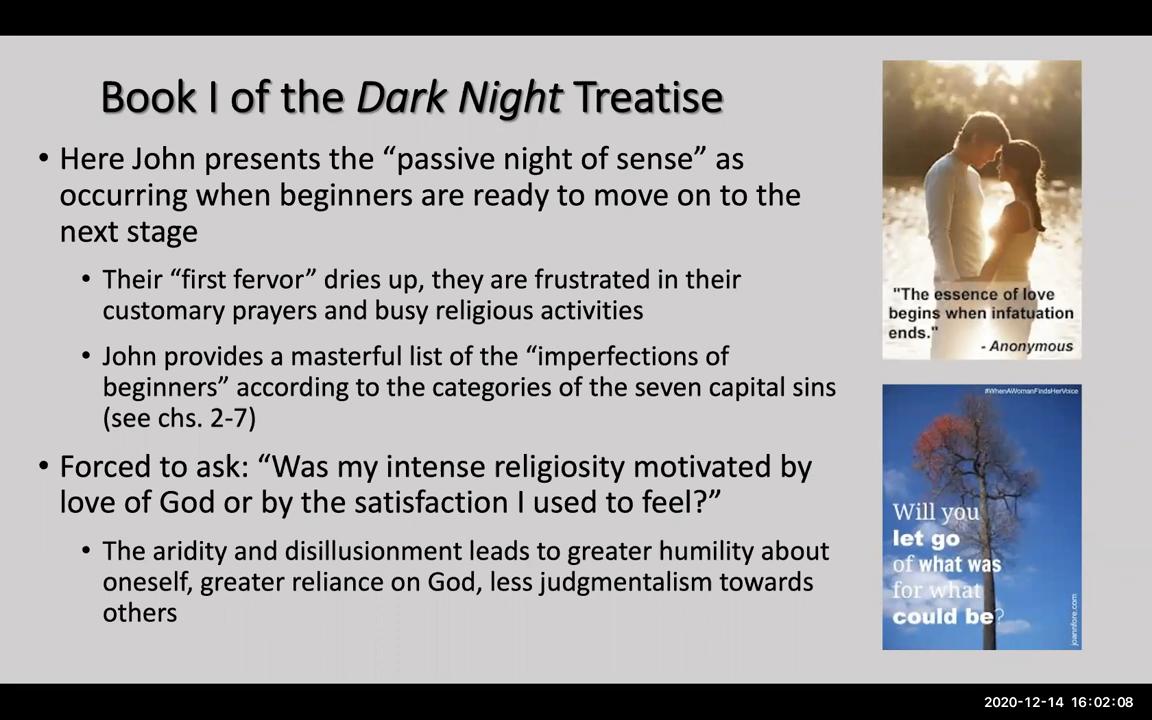 Book I of the Dark Night Treatise
• Here John presents the “passive night of sense” as
occurring when beginners are ready to move on to the
next stage
• Their “first fervor” dries up, they are frustrated in their
customary prayers and busy religious activities
• John provides a masterful list of the “imperfections of
beginners” according to the categories of the seven capital sins
(see chs. 2-7)
• Forced to ask: “Was my intense religiosity motivated by
love of God or by the satisfaction I used to feel?”
• The aridity and disillusionment leads to greater humility about
oneself, greater reliance on God, less judgmentalism towards
others
"The essence of love
begins when infatuation
ends."
- Anonymous
#WhenAWomanFindsHerVoice
Will you
let go
of what was
for what
could be?
joannfore.com
2020-12-14 16:02:08